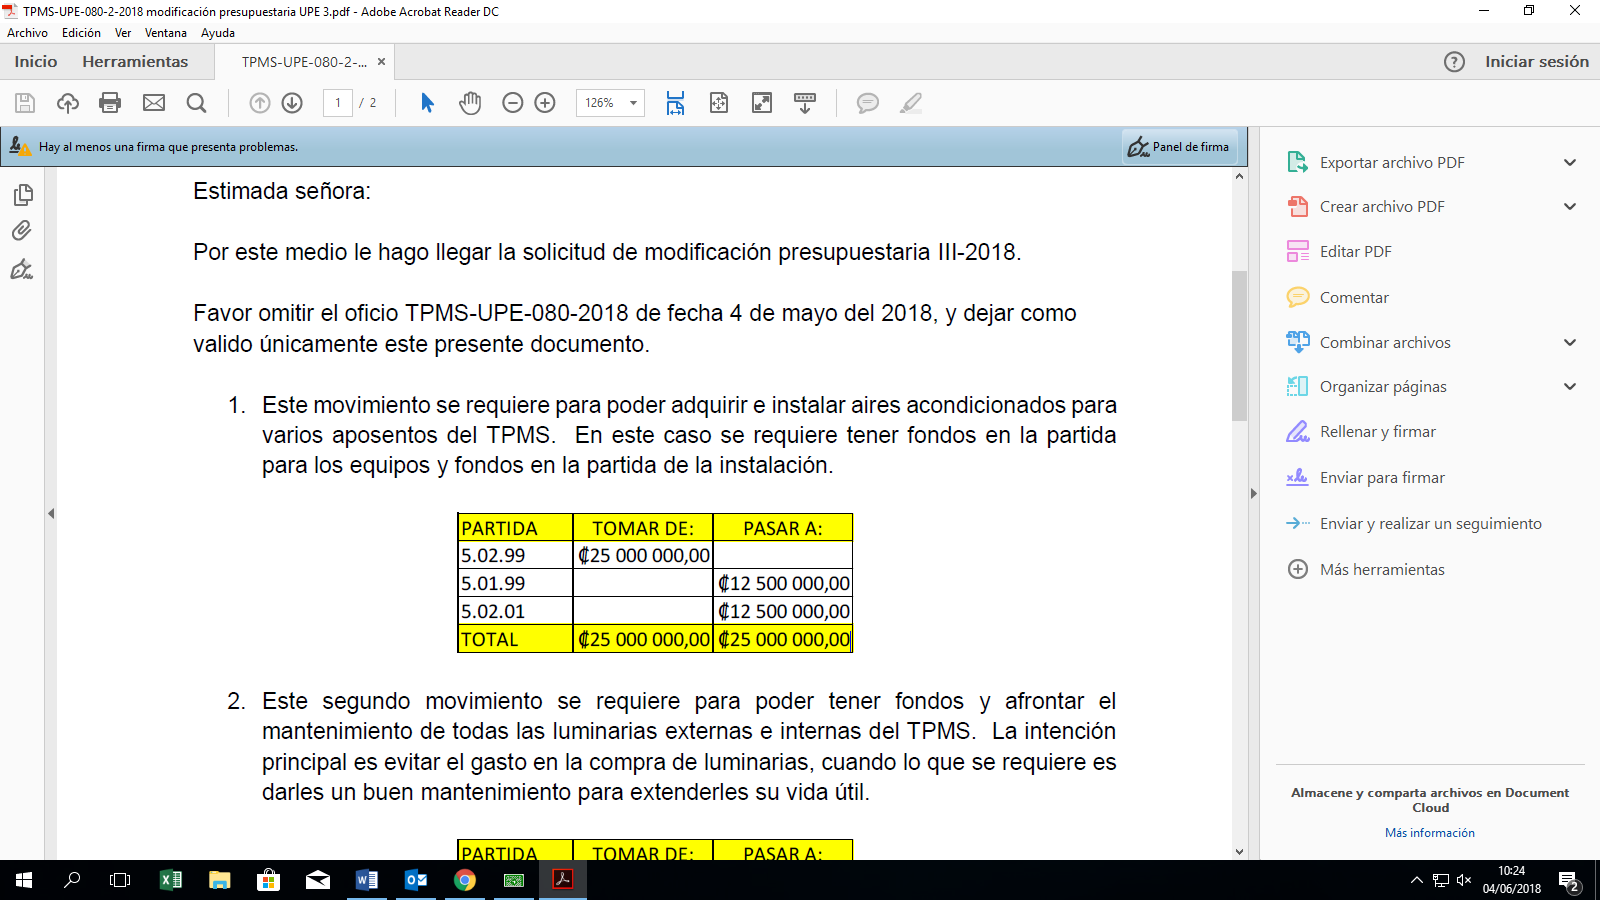 TPMS-UPE-080-2-2018 modificación presupuestaria UPE 3.pdf - Adobe Acrobat Reader DC
Archivo Edición Ver Ventana Ayuda
Inicio Herramientas TPMS-UPE-080-2-... × Iniciar sesión
1 / 2 126%
Hay al menos una firma que presenta problemas. Panel de firma
Estimada señora:
Por este medio le hago llegar la solicitud de modificación presupuestaria III-2018.
Favor omitir el oficio TPMS-UPE-080-2018 de fecha 4 de mayo del 2018, y dejar como
valido únicamente este presente documento.
1. Este movimiento se requiere para poder adquirir e instalar aires acondicionados para
varios aposentos del TPMS. En este caso se requiere tener fondos en la partida
para los equipos y fondos en la partida de la instalación.
PARTIDA TOMAR DE: PASAR A:
5.02.99 ₡25 000 000,00
5.01.99 ₡12 500 000,00
5.02.01 ₡12 500 000,00
TOTAL ₡25 000 000,00 ₡25 000 000,00
2. Este segundo movimiento se requiere para poder tener fondos y afrontar el
mantenimiento de todas las luminarias externas e internas del TPMS. La intención
principal es evitar el gasto en la compra de luminarias, cuando lo que se requiere es
darles un buen mantenimiento para extenderles su vida útil.
PARTIDA TOMAR DE: PASAR A:
Exportar archivo PDF
Crear archivo PDF
Editar PDF
Comentar
Combinar archivos
Organizar páginas
Rellenar y firmar
Enviar para firmar
Enviar y realizar un seguimiento
Más herramientas
Almacene y comparta archivos en Document
Cloud
Más información
10:24
04/06/2018
2